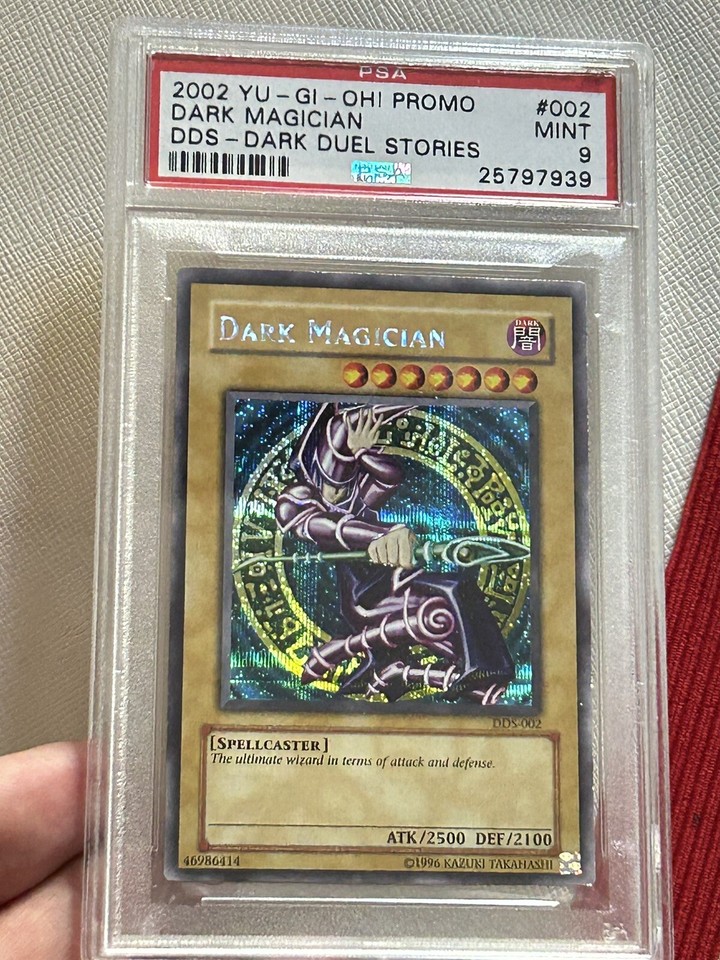 PSA
2002 YU-GI-OH! PROMO #002
DARK MAGICIAN MINT
DDS-DARK DUEL STORIES 9
25797939
DARK MAGICIAN
DARK
闇
DDS-002
[SPELLCASTER]
The ultimate wizard in terms of attack and defense.
ATK/2500 DEF/2100
46986414 ©1996 KAZUKI TAKAHASHI